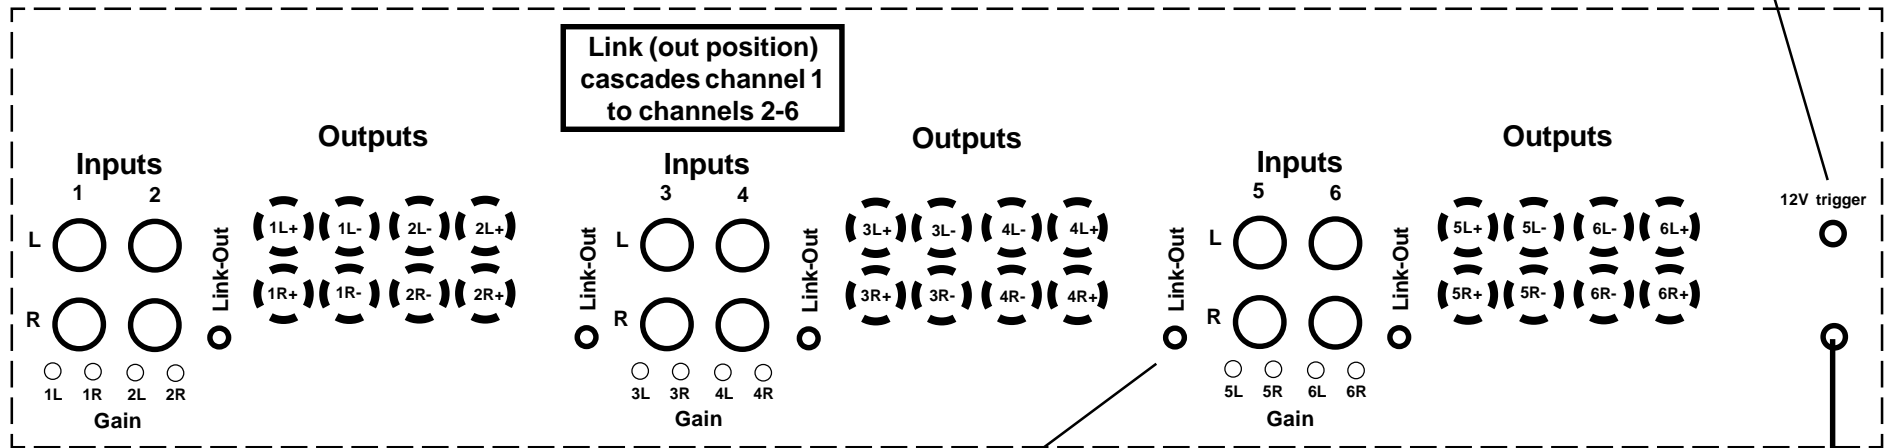 Link (out position)
cascades channel 1
to channels 2-6
Outputs
Inputs
1 2
L
R
Link-Out
1L+ 1L- 2L- 2L+
1R+ 1R- 2R- 2R+
1L 1R 2L 2R
Gain
Outputs
Inputs
3 4
Link-Out
L
R
Link-Out
3L+ 3L- 4L- 4L+
3R+ 3R- 4R- 4R+
3L 3R 4L 4R
Gain
Outputs
Inputs
5 6
Link-Out
L
R
Link-Out
5L+ 5L- 6L- 6L+
5R+ 5R- 6R- 6R+
5L 5R 6L 6R
Gain
12V trigger